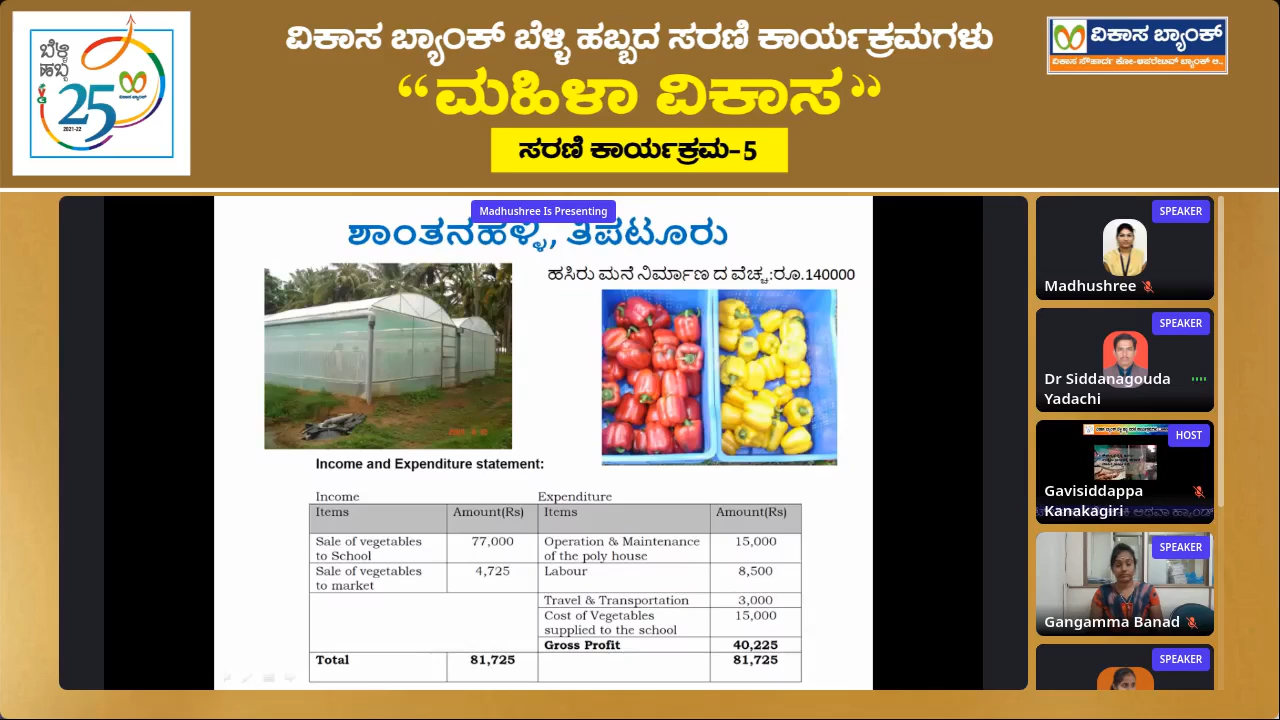 ವಿಕಾಸ ಬ್ಯಾಂಕ್ ಬೆಳ್ಳಿ ಹಬ್ಬದ ಸರಣಿ ಕಾರ್ಯಕ್ರಮಗಳು
“ಮಹಿಳಾ ವಿಕಾಸ”
ಸರಣಿ ಕಾರ್ಯಕ್ರಮ-5
ಬೆಳ್ಳಿ
ಹಬ್ಬ
25
2021-22
ವಿಕಾಸ ಬ್ಯಾಂಕ್
ವಿಕಾಸ ಸೌಹಾರ್ದ ಕೋ-ಆಪರೇಟಿವ್ ಬ್ಯಾಂಕ್ ಲಿ..
Madhushree Is Presenting
ಶಾಂತನಹಳ್ಳಿ, ತಿಪಟೂರು
ಹಸಿರು ಮನೆ ನಿರ್ಮಾಣ ದ ವೆಚ್ಚ:ರೂ.140000
Income and Expenditure statement:
Income Expenditure
Items Amount(Rs) Items Amount(Rs)
Sale of vegetables 77,000 Operation & Maintenance 15,000
to School of the poly house
Sale of vegetables 4,725 Labour 8,500
to market
Travel & Transportation 3,000
Cost of Vegetables 15,000
supplied to the school
Gross Profit 40,225
Total 81,725 81,725
SPEAKER
Madhushree
SPEAKER
Dr Siddanagouda
Yadachi
HOST
Gavisiddappa
Kanakagiri
SPEAKER
Gangamma Banad
SPEAKER